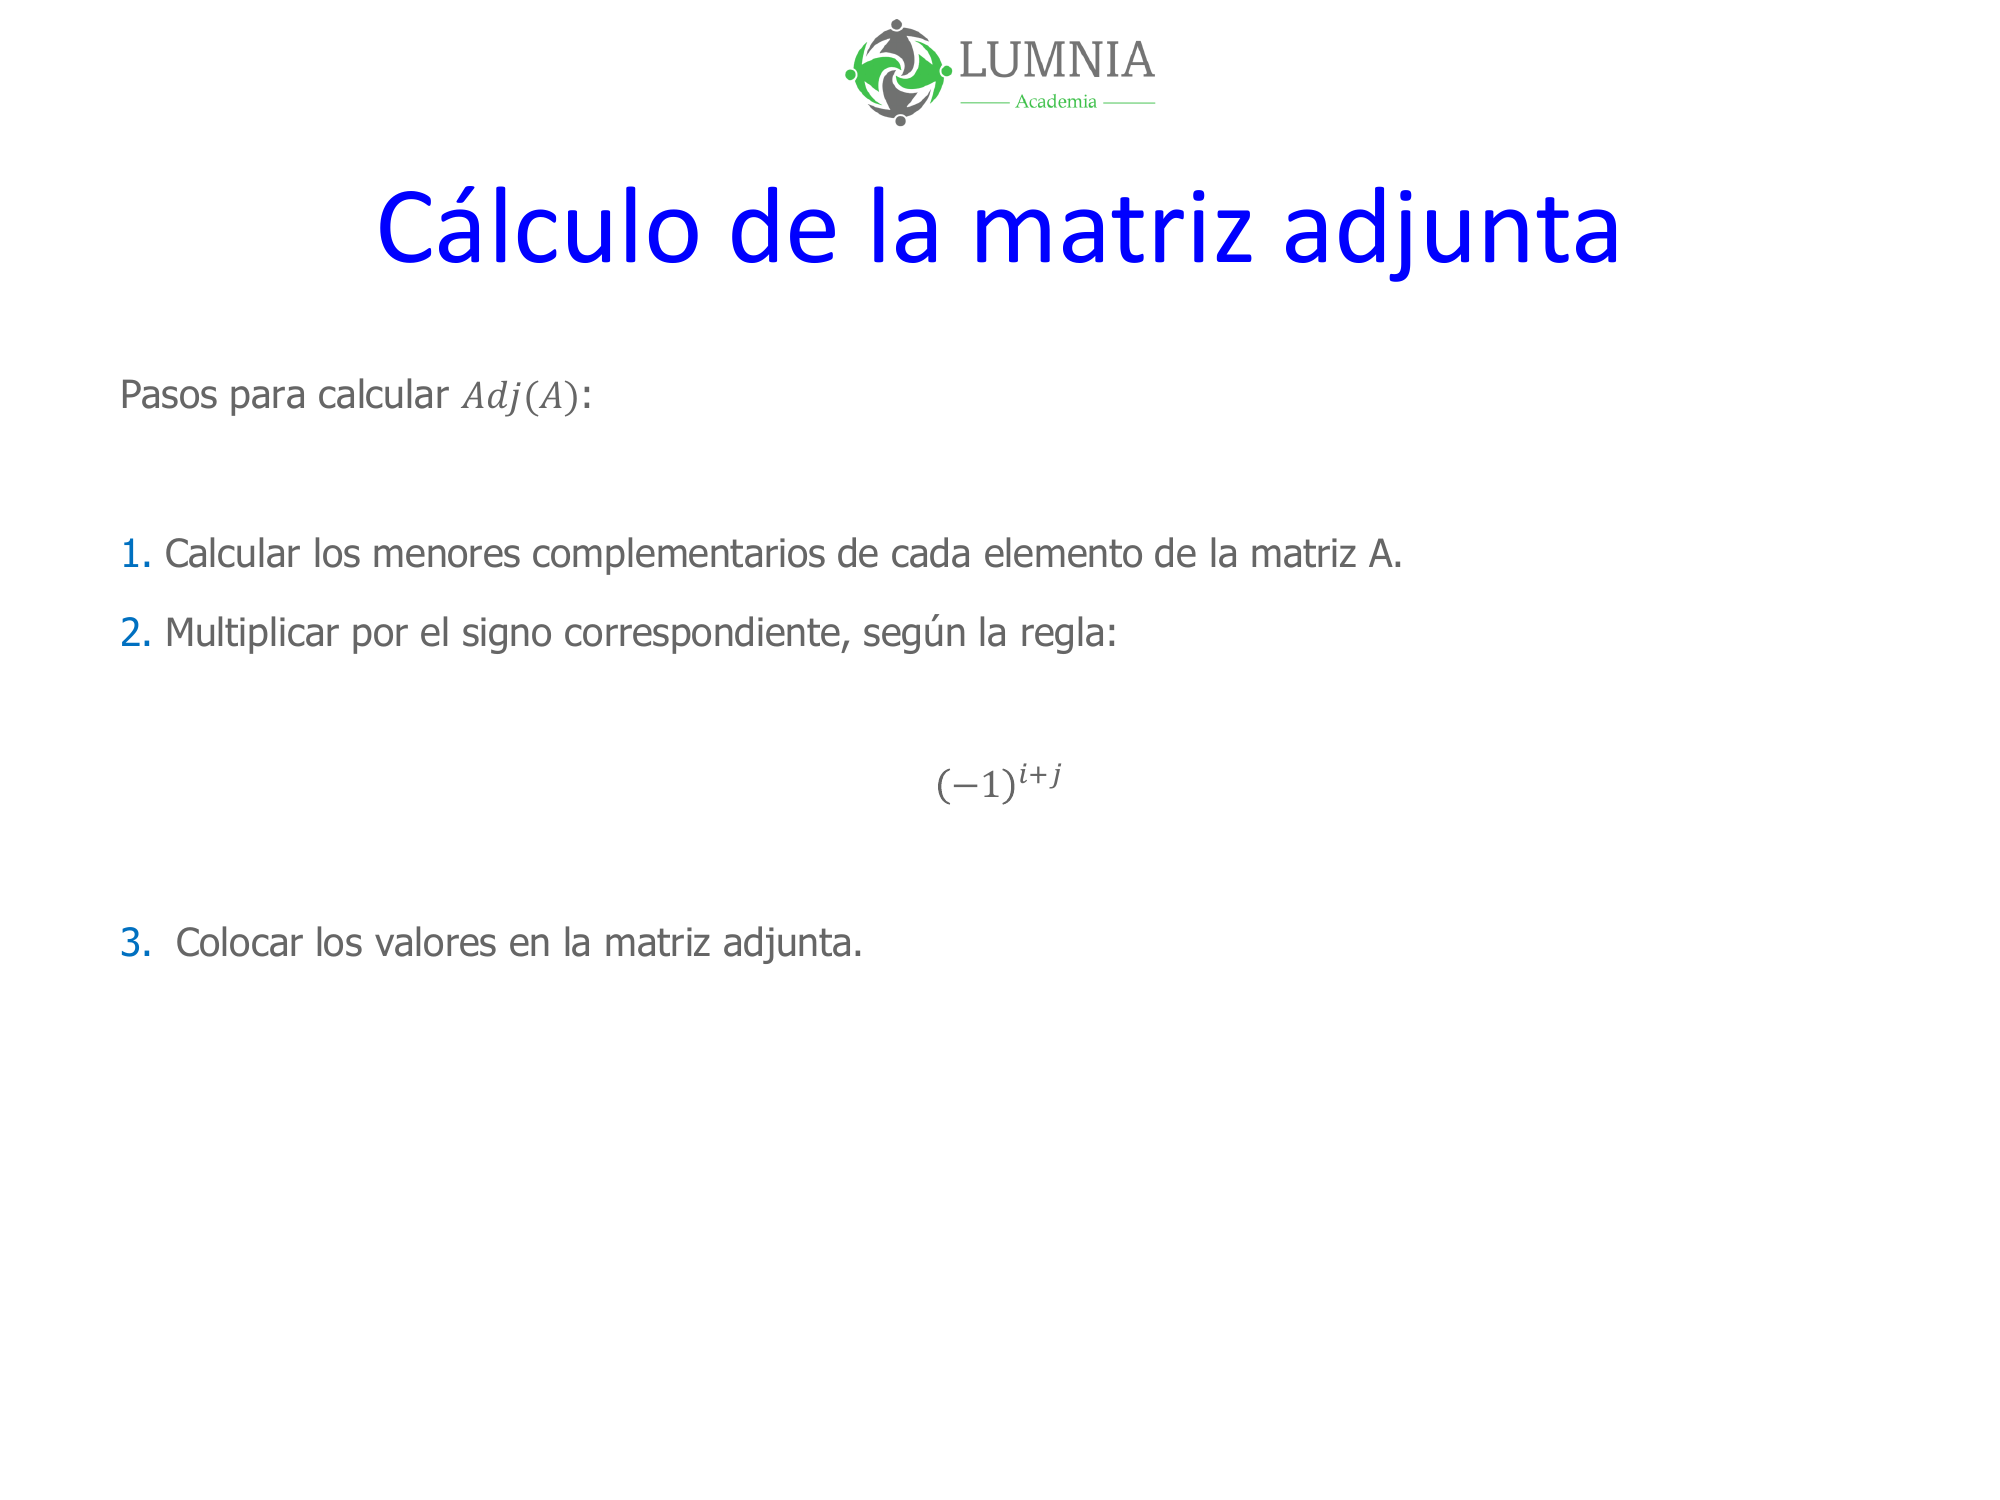 LUMNIA
Academia
Cálculo de la matriz adjunta
Pasos para calcular Adj(A):
1. Calcular los menores complementarios de cada elemento de la matriz A.
2. Multiplicar por el signo correspondiente, según la regla:
(−1)^{i+j}
3. Colocar los valores en la matriz adjunta.